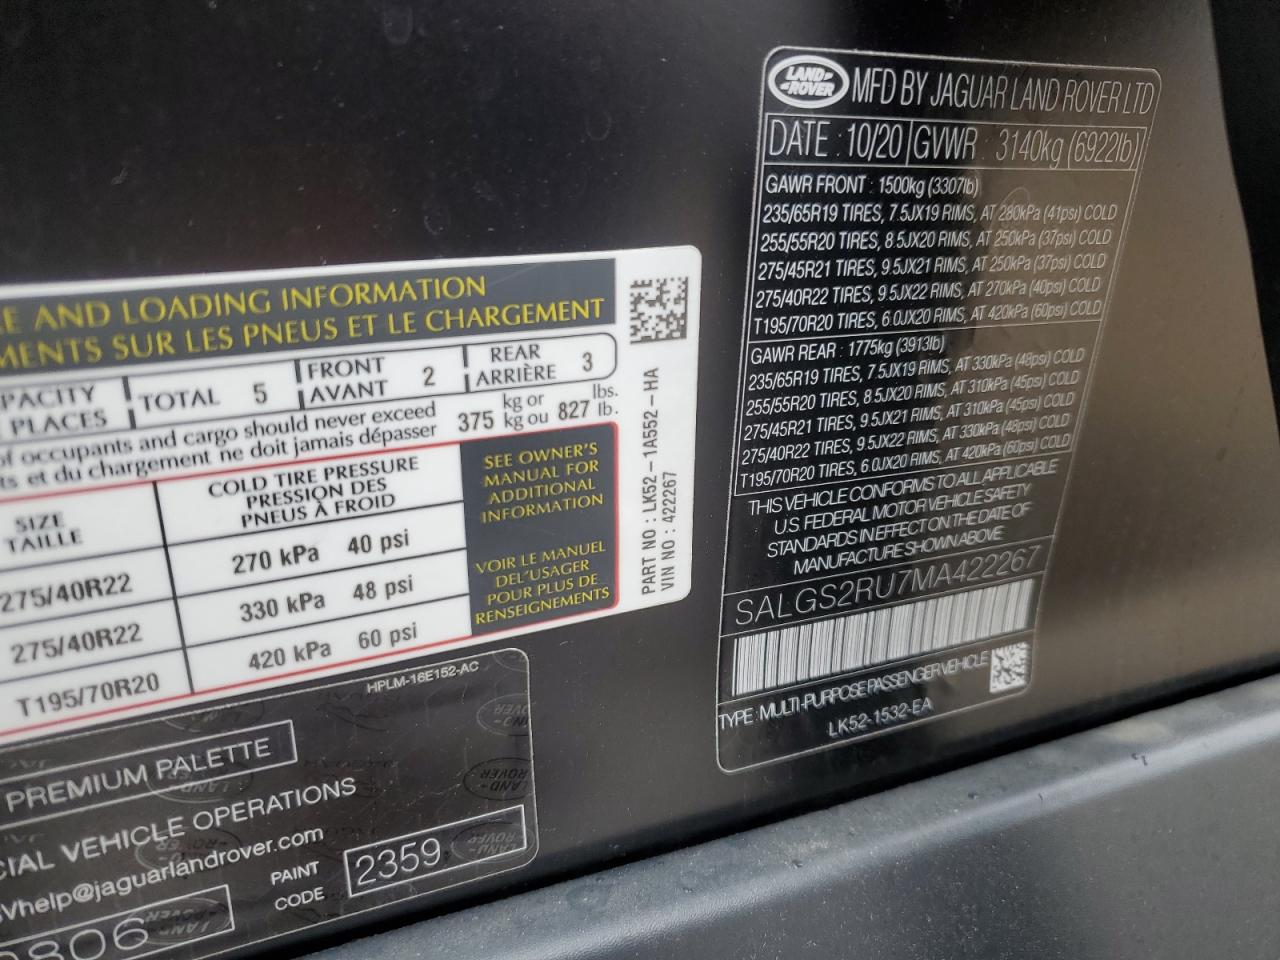 E AND LOADING INFORMATION
MENTS SUR LES PNEUS ET LE CHARGEMENT
PACITY
PLACES
TOTAL 5
FRONT
AVANT 2
REAR
ARRIÈRE 3
of occupants and cargo should never exceed
ts et du chargement ne doit jamais dépasser
375 kg or
kg ou 827 lbs.
lb.
SIZE
TAILLE
COLD TIRE PRESSURE
PRESSION DES
PNEUS À FROID
275/40R22 270 kPa 40 psi
275/40R22 330 kPa 48 psi
T195/70R20 420 kPa 60 psi
SEE OWNER'S
MANUAL FOR
ADDITIONAL
INFORMATION
VOIR LE MANUEL
DEL'USAGER
POUR PLUS DE
RENSEIGNEMENTS
PART NO : LK52-1A552-HA
VIN NO : 422267
HPLM-16E152-AC
PREMIUM PALETTE
CIAL VEHICLE OPERATIONS
Vhelp@jaguarlandrover.com
PAINT
CODE 2359
806
LAND
ROVER
MFD BY JAGUAR LAND ROVER LTD
DATE : 10/20 GVWR : 3140kg (6922lb)
GAWR FRONT : 1500kg (3307lb)
235/65R19 TIRES, 7.5JX19 RIMS, AT 280kPa (41psi) COLD
255/55R20 TIRES, 8.5JX20 RIMS, AT 250kPa (37psi) COLD
275/45R21 TIRES, 9.5JX21 RIMS, AT 250kPa (37psi) COLD
275/40R22 TIRES, 9.5JX22 RIMS, AT 270kPa (40psi) COLD
T195/70R20 TIRES, 6.0JX20 RIMS, AT 420kPa (60psi) COLD
GAWR REAR : 1775kg (3913lb)
235/65R19 TIRES, 7.5JX19 RIMS, AT 330kPa (48psi) COLD
255/55R20 TIRES, 8.5JX20 RIMS, AT 310kPa (45psi) COLD
275/45R21 TIRES, 9.5JX21 RIMS, AT 310kPa (45psi) COLD
275/40R22 TIRES, 9.5JX22 RIMS, AT 330kPa (48psi) COLD
T195/70R20 TIRES, 6.0JX20 RIMS, AT 420kPa (60psi) COLD
THIS VEHICLE CONFORMS TO ALL APPLICABLE
U.S. FEDERAL MOTOR VEHICLE SAFETY
STANDARDS IN EFFECT ON THE DATE OF
MANUFACTURE SHOWN ABOVE
SALGS2RU7MA422267
TYPE : MULTI-PURPOSE PASSENGER VEHICLE
LK52-1532-EA